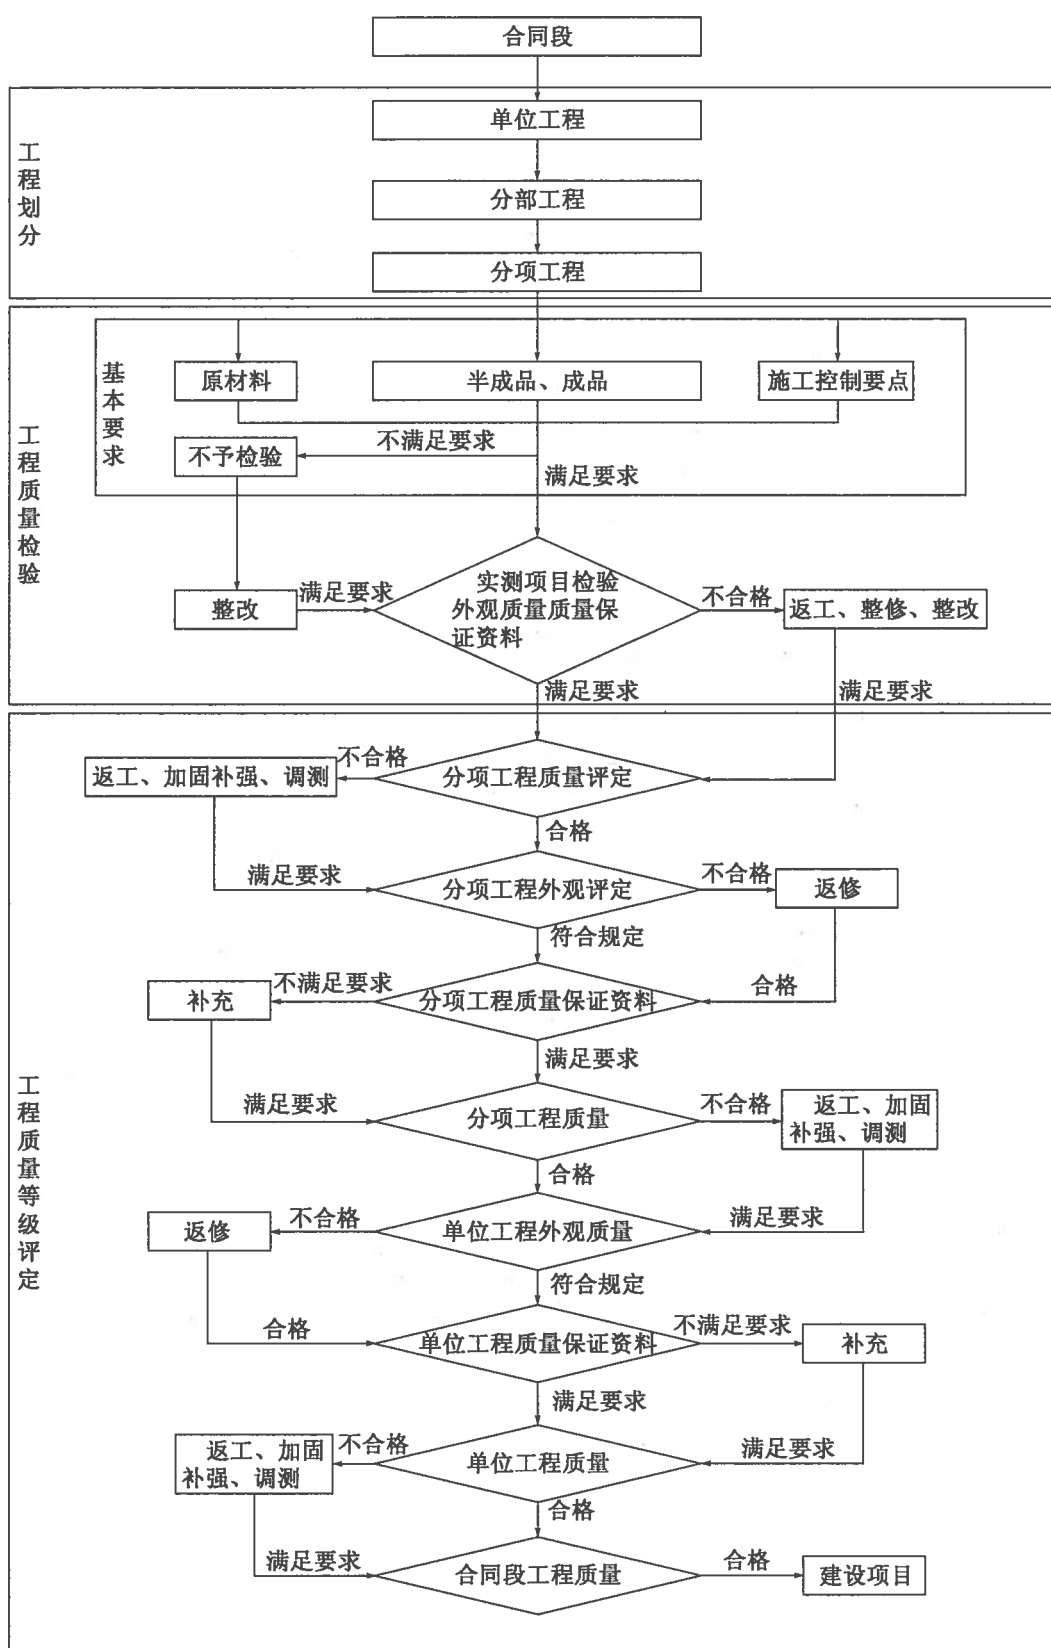 合同段
工程划分
单位工程
分部工程
分项工程
工程质量检验
基本要求
原材料
半成品、成品
施工控制要点
不满足要求
不予检验
满足要求
整改
满足要求
实测项目检验
外观质量质量保
证资料
不合格
返工、整修、整改
满足要求
满足要求
工程质量等级评定
返工、加固补强、调测
不合格
分项工程质量评定
合格
满足要求
分项工程外观评定
不合格
返修
符合规定
补充
不满足要求
分项工程质量保证资料
合格
满足要求
满足要求
分项工程质量
不合格
返工、加固
补强、调测
合格
返修
不合格
单位工程外观质量
满足要求
符合规定
合格
单位工程质量保证资料
不满足要求
补充
满足要求
返工、加固
补强、调测
不合格
单位工程质量
满足要求
合格
满足要求
合同段工程质量
合格
建设项目